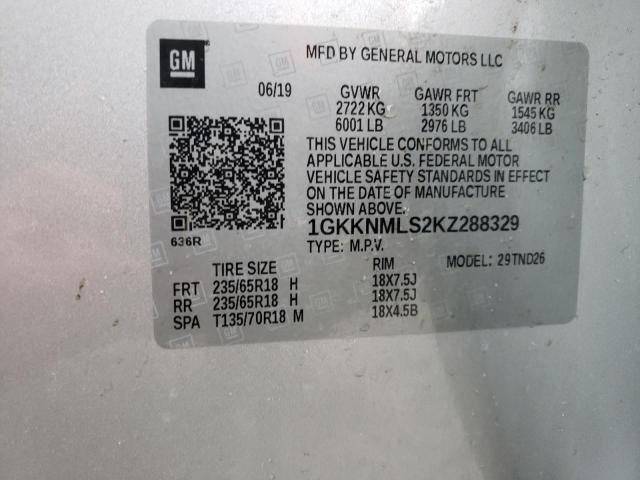 GM
MFD BY GENERAL MOTORS LLC
06/19 GVWR GAWR FRT GAWR RR
2722 KG 1350 KG 1545 KG
6001 LB 2976 LB 3406 LB
THIS VEHICLE CONFORMS TO ALL
APPLICABLE U.S. FEDERAL MOTOR
VEHICLE SAFETY STANDARDS IN EFFECT
ON THE DATE OF MANUFACTURE
SHOWN ABOVE.
1GKKNMLS2KZ288329
636R
TYPE: M.P.V. MODEL: 29TND26
TIRE SIZE RIM
FRT 235/65R18 H 18X7.5J
RR 235/65R18 H 18X7.5J
SPA T135/70R18 M 18X4.5B